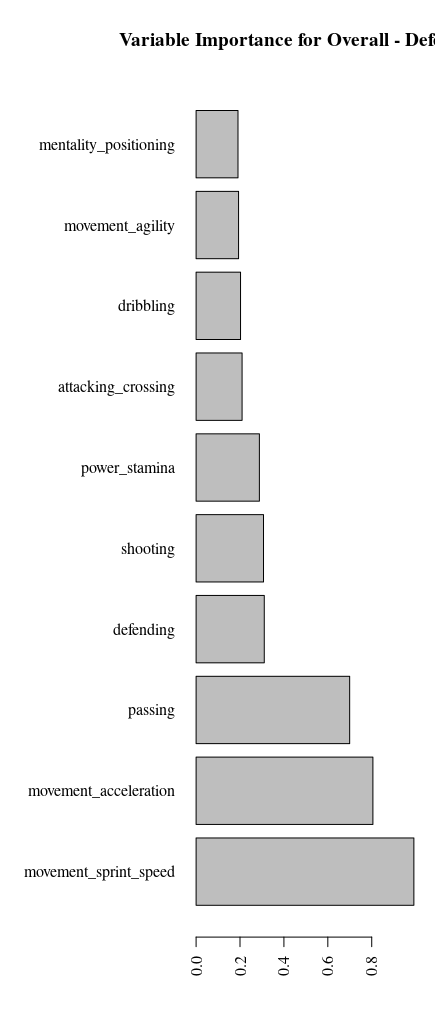 Variable Importance for Overall - Defe
mentality_positioning
movement_agility
dribbling
attacking_crossing
power_stamina
shooting
defending
passing
movement_acceleration
movement_sprint_speed
0.0
0.2
0.4
0.6
0.8